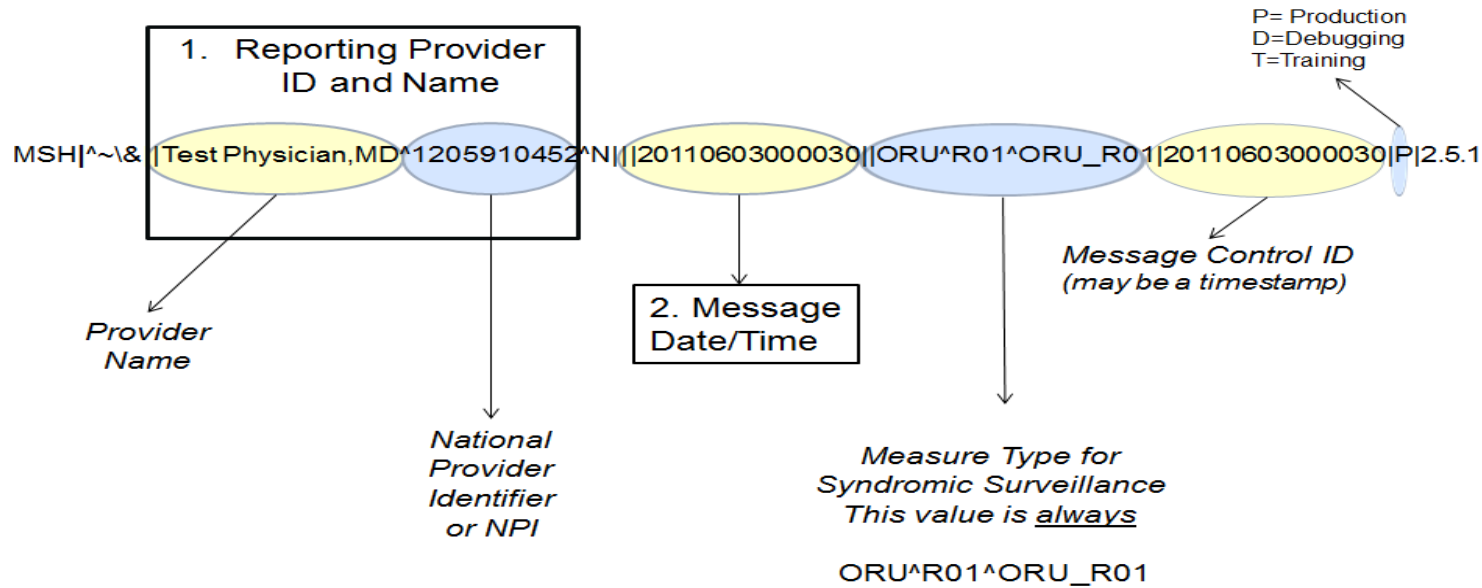 P= Production
D=Debugging
T=Training
1. Reporting Provider
ID and Name
MSH|^~\& |Test Physician,MD^1205910452^N||||20110603000030||ORU^R01^ORU_R01|20110603000030|P|2.5.1
Message Control ID
(may be a timestamp)
2. Message
Date/Time
Provider
Name
National
Provider
Identifier
or NPI
Measure Type for
Syndromic Surveillance
This value is always
ORU^R01^ORU_R01